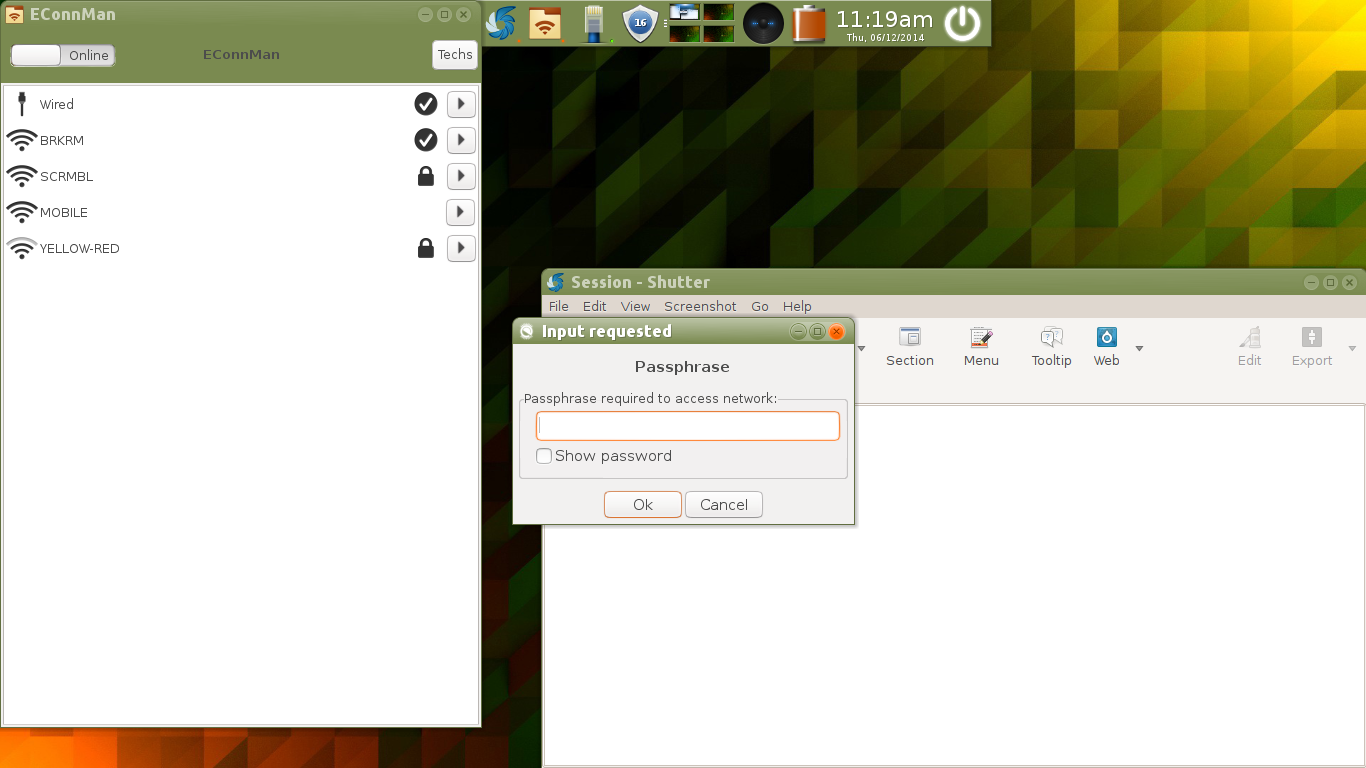 EConnMan
Online
EConnMan
Techs
Wired
BRKRM
SCRMBL
MOBILE
YELLOW-RED
16
11:19am
Thu, 06/12/2014
Session - Shutter
File Edit View Screenshot Go Help
Section Menu Tooltip Web Edit Export
Input requested
Passphrase
Passphrase required to access network:
Show password
Ok Cancel